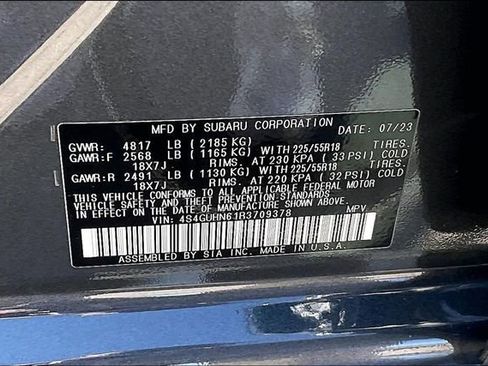 MFD BY SUBARU CORPORATION DATE: 07/23
GVWR: 4817 LB (2185 KG)
GAWR:F 2568 LB (1165 KG) WITH 225/55R18 TIRES.
18X7J RIMS. AT 230 KPA (33 PSI) COLD
GAWR:R 2491 LB (1130 KG) WITH 225/55R18 TIRES.
18X7J RIMS. AT 220 KPA (32 PSI) COLD
THIS VEHICLE CONFORMS TO ALL APPLICABLE FEDERAL MOTOR
VEHICLE SAFETY STANDARDS IN EFFECT ON THE DATE OF MANUFACTURE SHOWN ABOVE.
VIN: 4S4GUHN61R3709378 MPV
ASSEMBLED BY SIA INC. MADE IN U.S.A.